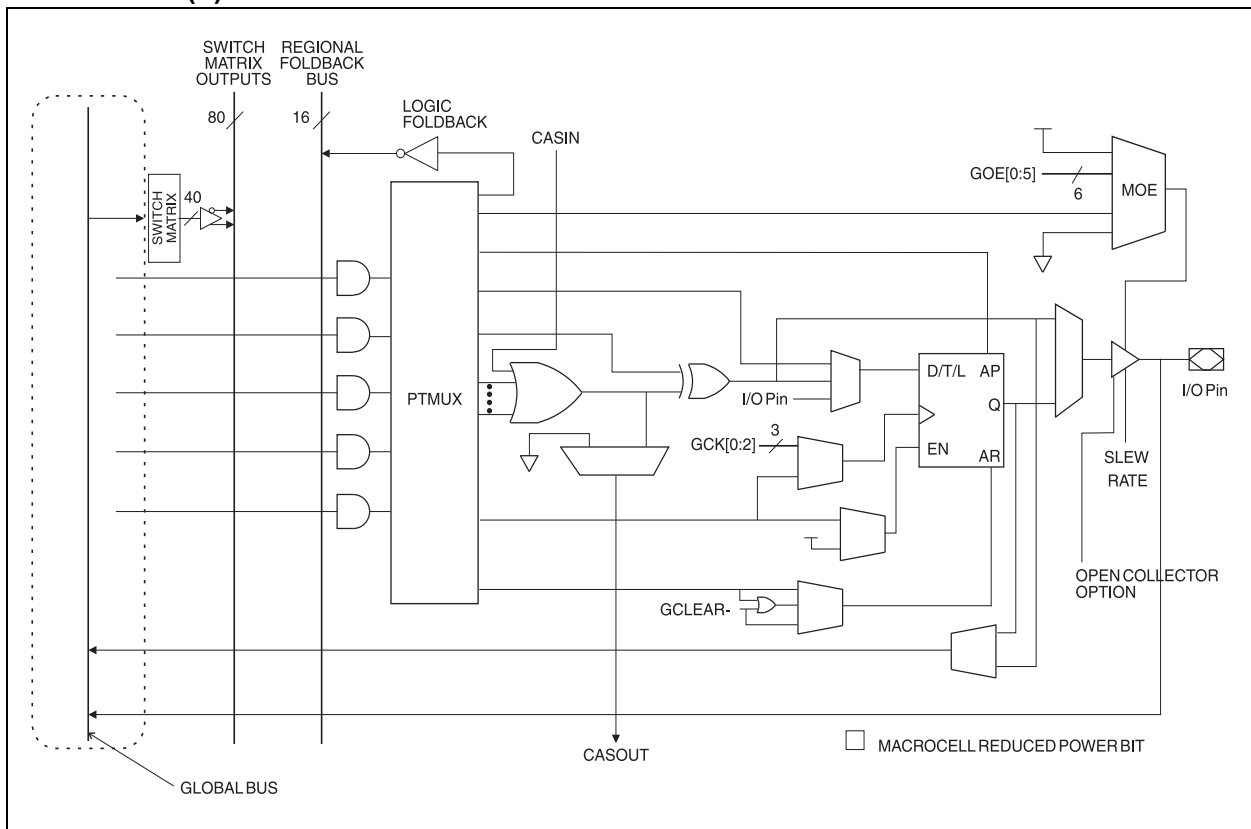 SWITCH
MATRIX
OUTPUTS
REGIONAL
FOLDBACK
BUS
80
16
LOGIC
FOLDBACK
CASIN
GOE[0:5]
6
MOE
SWITCH
MATRIX
40
PTMUX
I/O Pin
D/T/L
AP
Q
EN
AR
I/O Pin
GCK[0:2]
3
SLEW
RATE
OPEN COLLECTOR
OPTION
GCLEAR-
CASOUT
MACROCELL REDUCED POWER BIT
GLOBAL BUS